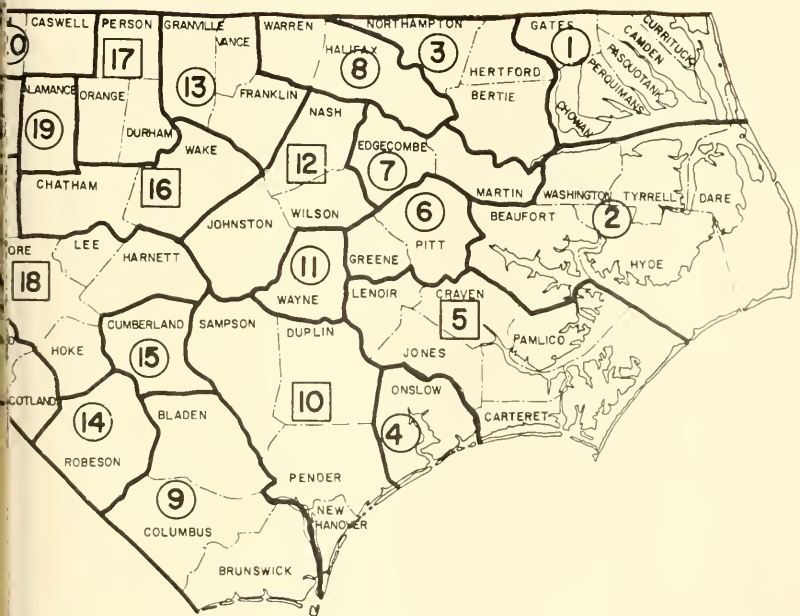 CASWELL
PERSON
GRANVILLE
VANCE
WARREN
NORTHAMPTON
HALIFAX
GATES
CURRITUCK
CAMDEN
PASQUOTANK
PERQUIMANS
CHOWAN
17
13
8
3
1
HERTFORD
BERTIE
ALAMANCE
ORANGE
FRANKLIN
NASH
19
DURHAM
WAKE
12
EDGECOMBE
7
CHATHAM
16
MARTIN
WASHINGTON
TYRRELL
DARE
JOHNSTON
WILSON
6
PITT
BEAUFORT
2
HYDE
LEE
HARNETT
18
11
WAYNE
GREENE
LENOIR
CRAVEN
5
PAMLICO
HOKE
CUMBERLAND
15
SAMPSON
DUPLIN
JONES
10
ONSLOW
4
CARTERET
14
ROBESON
BLADEN
PENDER
9
COLUMBUS
NEW
HANOVER
BRUNSWICK